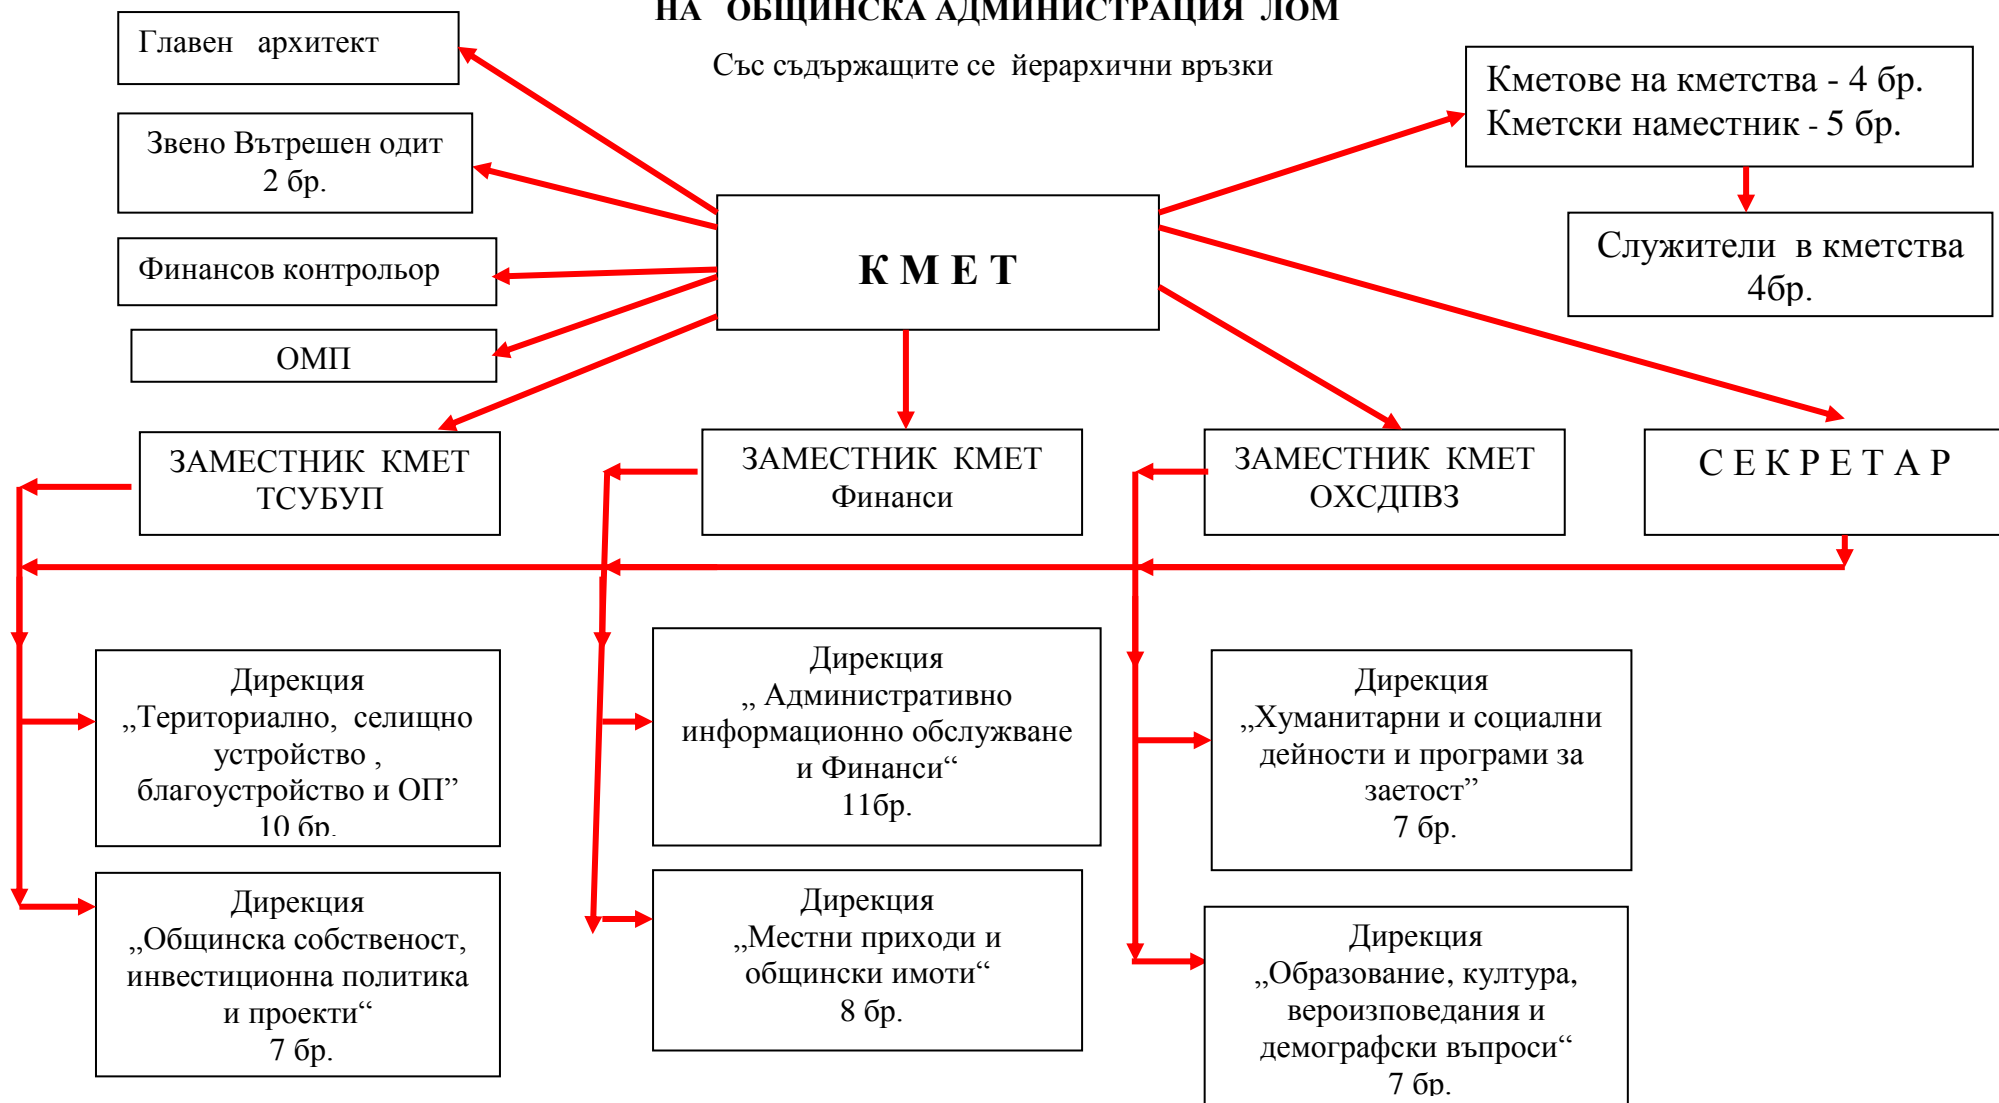 НА ОБЩИНСКА АДМИНИСТРАЦИЯ ЛОМ
Със съдържащите се йерархични връзки
Главен архитект
Звено Вътрешен одит
2 бр.
Финансов контрольор
ОМП
К М Е Т
Кметове на кметства - 4 бр.
Кметски наместник - 5 бр.
Служители в кметства
4бр.
ЗАМЕСТНИК КМЕТ
ТСУБУП
ЗАМЕСТНИК КМЕТ
Финанси
ЗАМЕСТНИК КМЕТ
ОХСДПВЗ
С Е К Р Е Т А Р
Дирекция
„Териториално, селищно
устройство ,
благоустройство и ОП”
10 бр.
Дирекция
„ Административно
информационно обслужване
и Финанси“
11бр.
Дирекция
„Хуманитарни и социални
дейности и програми за
заетост”
7 бр.
Дирекция
„Общинска собственост,
инвестиционна политика
и проекти“
7 бр.
Дирекция
„Местни приходи и
общински имоти“
8 бр.
Дирекция
„Образование, култура,
вероизповедания и
демографски въпроси“
7 бр.